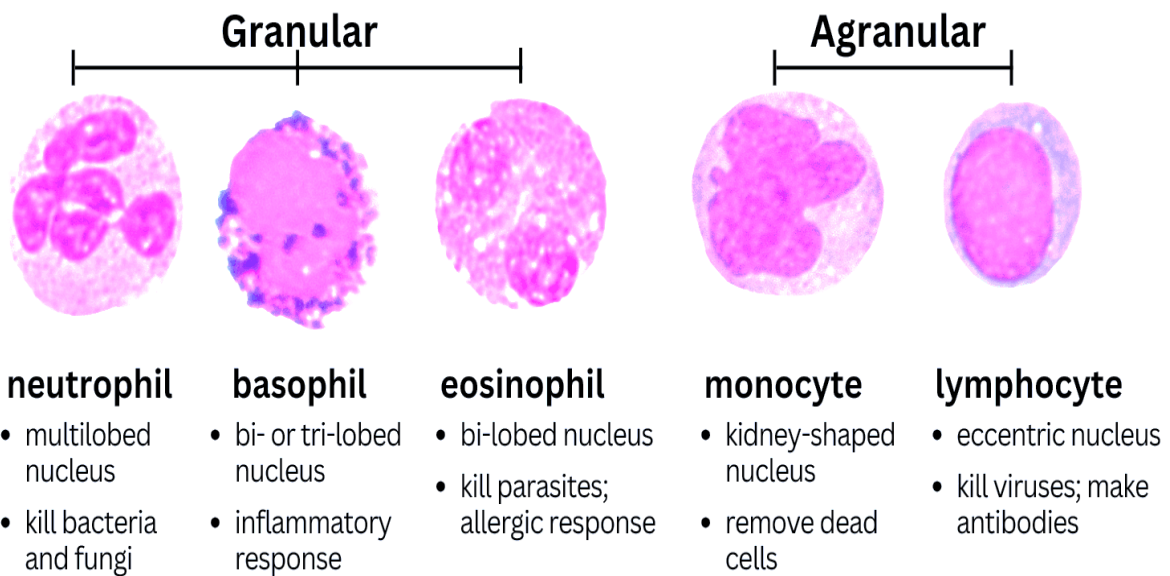 Granular
Agranular
neutrophil
• multilobed
nucleus
• kill bacteria
and fungi
basophil
• bi- or tri-lobed
nucleus
• inflammatory
response
eosinophil
• bi-lobed nucleus
• kill parasites;
allergic response
monocyte
• kidney-shaped
nucleus
• remove dead
cells
lymphocyte
• eccentric nucleus
• kill viruses; make
antibodies